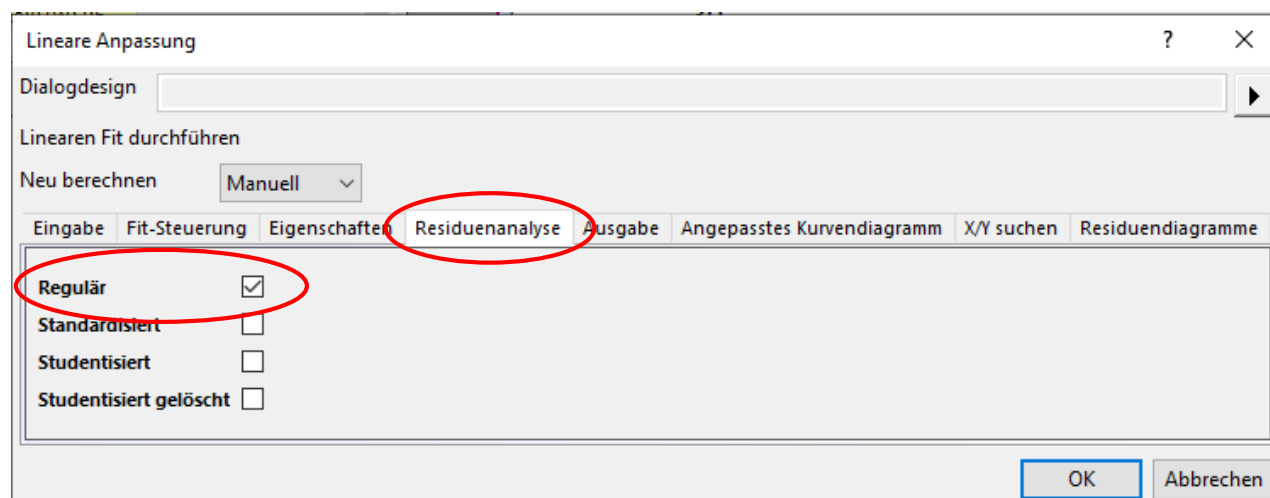 Lineare Anpassung ?
Dialogdesign
Linearen Fit durchführen
Neu berechnen Manuell
Eingabe Fit-Steuerung Eigenschaften Residuenanalyse Ausgabe Angepasstes Kurvendiagramm X/Y suchen Residuendiagramme
Regulär
Standardisiert
Studentisiert
Studentisiert gelöscht
OK Abbrechen